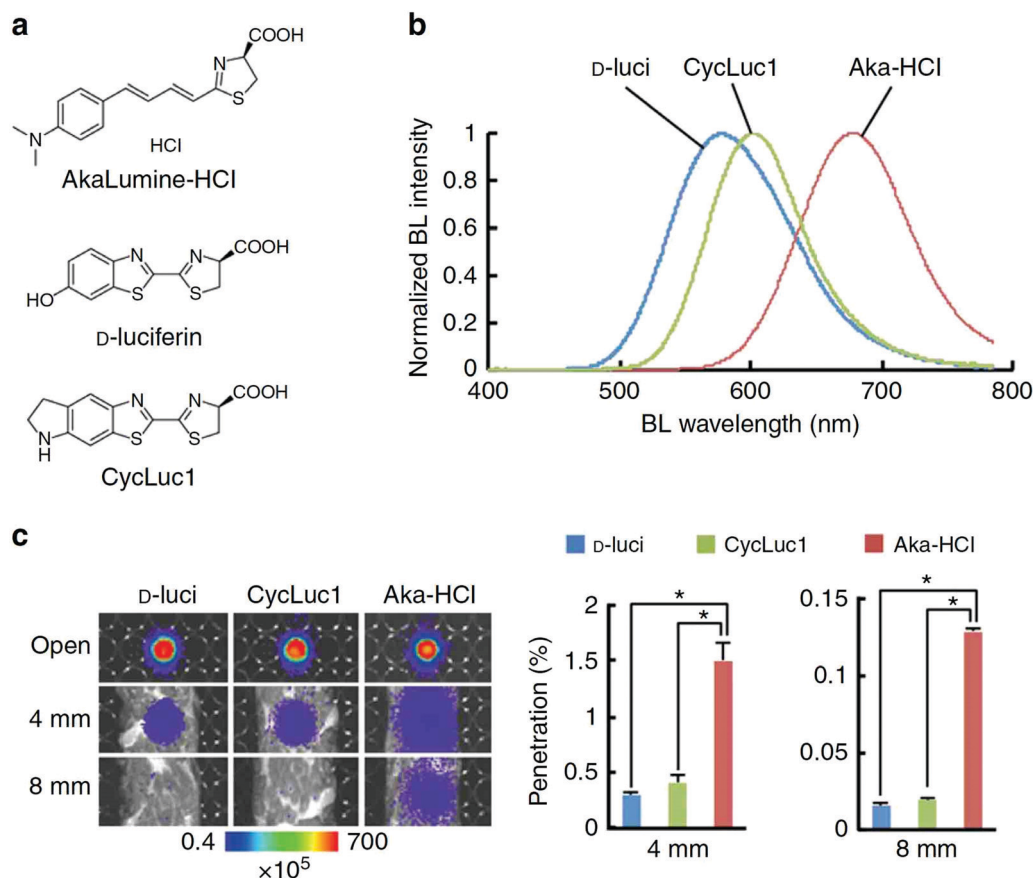 a
COOH
N
S
N
HCl
AkaLumine-HCl
N
N
COOH
HO
S
S
D-luciferin
N
N
COOH
N
H
S
S
CycLuc1
b
D-luci
CycLuc1
Aka-HCl
Normalized BL intensity
1
0.8
0.6
0.4
0.2
0
400
500
600
700
800
BL wavelength (nm)
c
D-luci
CycLuc1
Aka-HCl
Open
4 mm
8 mm
0.4
700
×10⁵
D-luci
CycLuc1
Aka-HCl
Penetration (%)
2
1.5
1
0.5
0
*
*
4 mm
0.15
0.1
0.05
0
*
*
8 mm